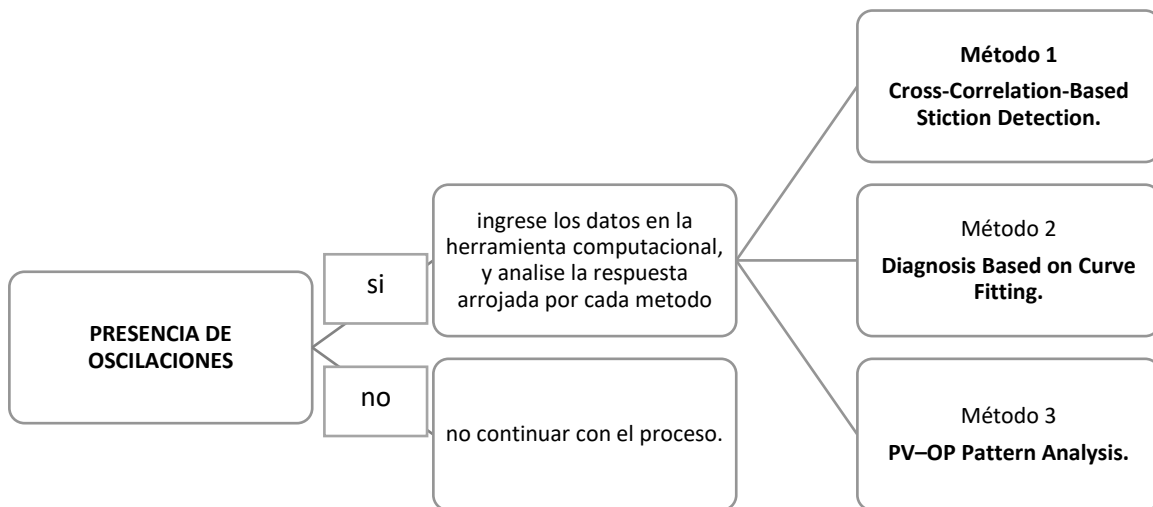 PRESENCIA DE
OSCILACIONES
si
ingrese los datos en la
herramienta computacional,
y analise la respuesta
arrojada por cada metodo
Método 1
Cross-Correlation-Based
Stiction Detection.
Método 2
Diagnosis Based on Curve
Fitting.
Método 3
PV–OP Pattern Analysis.
no
no continuar con el proceso.